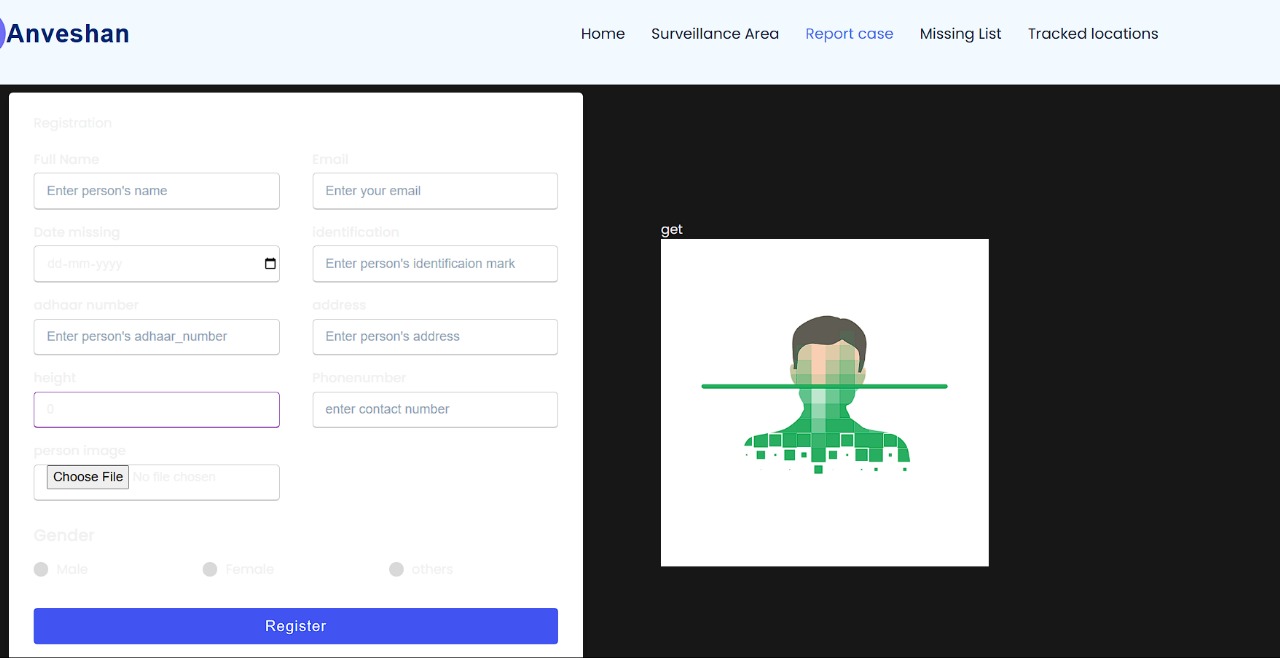 Anveshan
Home Surveillance Area Report case Missing List Tracked locations
Registration
Full Name Email
Enter person's name Enter your email
Date missing identification
dd-mm-yyyy Enter person's identificaion mark
adhaar number address
Enter person's adhaar_number Enter person's address
height Phonenumber
0 enter contact number
person image
Choose File No file chosen
Gender
Male Female others
Register
get